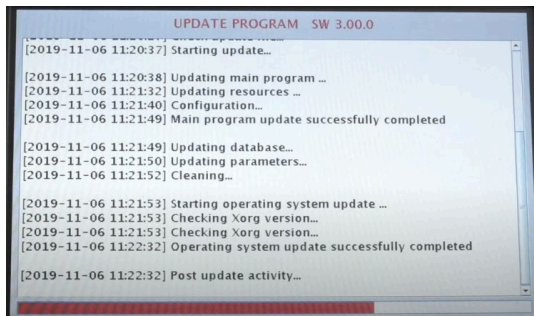 UPDATE PROGRAM SW 3.00.0
[2019-11-06 11:20:37] Starting update...
[2019-11-06 11:20:38] Updating main program ...
[2019-11-06 11:21:32] Updating resources ...
[2019-11-06 11:21:40] Configuration...
[2019-11-06 11:21:49] Main program update successfully completed
[2019-11-06 11:21:49] Updating database...
[2019-11-06 11:21:50] Updating parameters...
[2019-11-06 11:21:52] Cleaning...
[2019-11-06 11:21:53] Starting operating system update ...
[2019-11-06 11:21:53] Checking Xorg version...
[2019-11-06 11:21:53] Checking Xorg version...
[2019-11-06 11:22:32] Operating system update successfully completed
[2019-11-06 11:22:32] Post update activity...